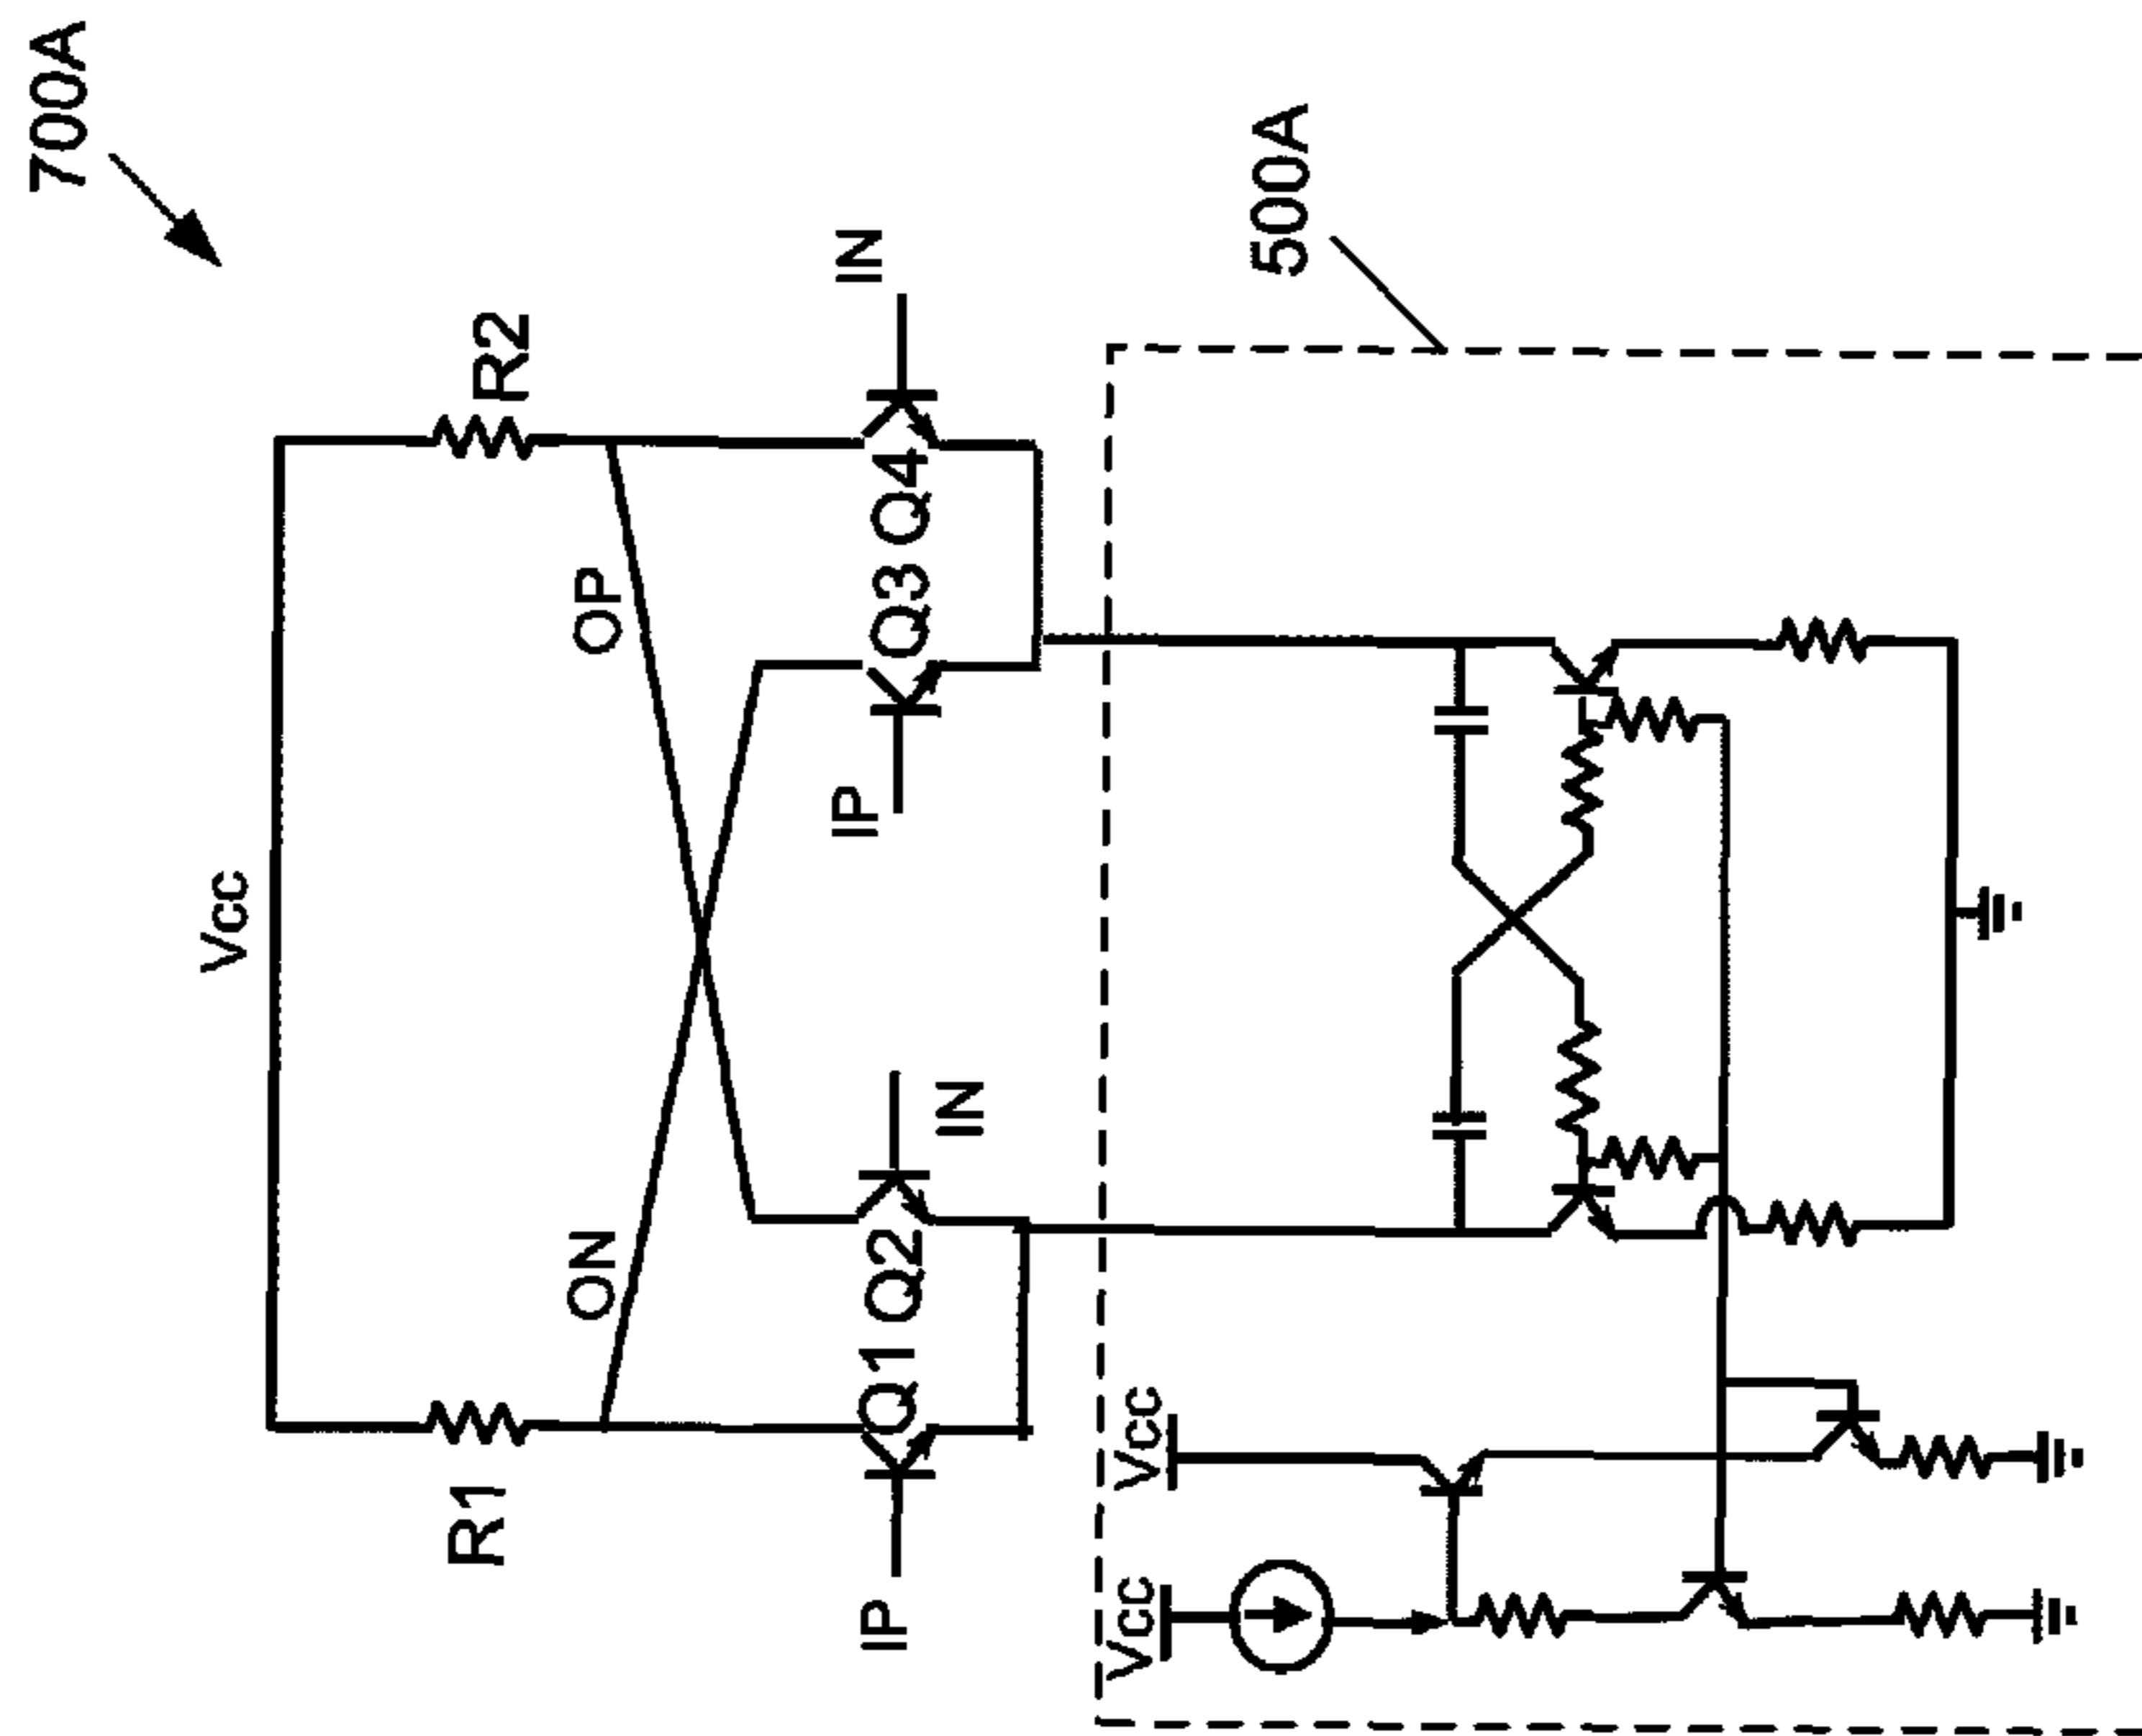 700A
Vcc
R1
R2
ON
OP
IP
Q1 Q2
IN
IP
Q3 Q4
IN
500A
Vcc
Vcc